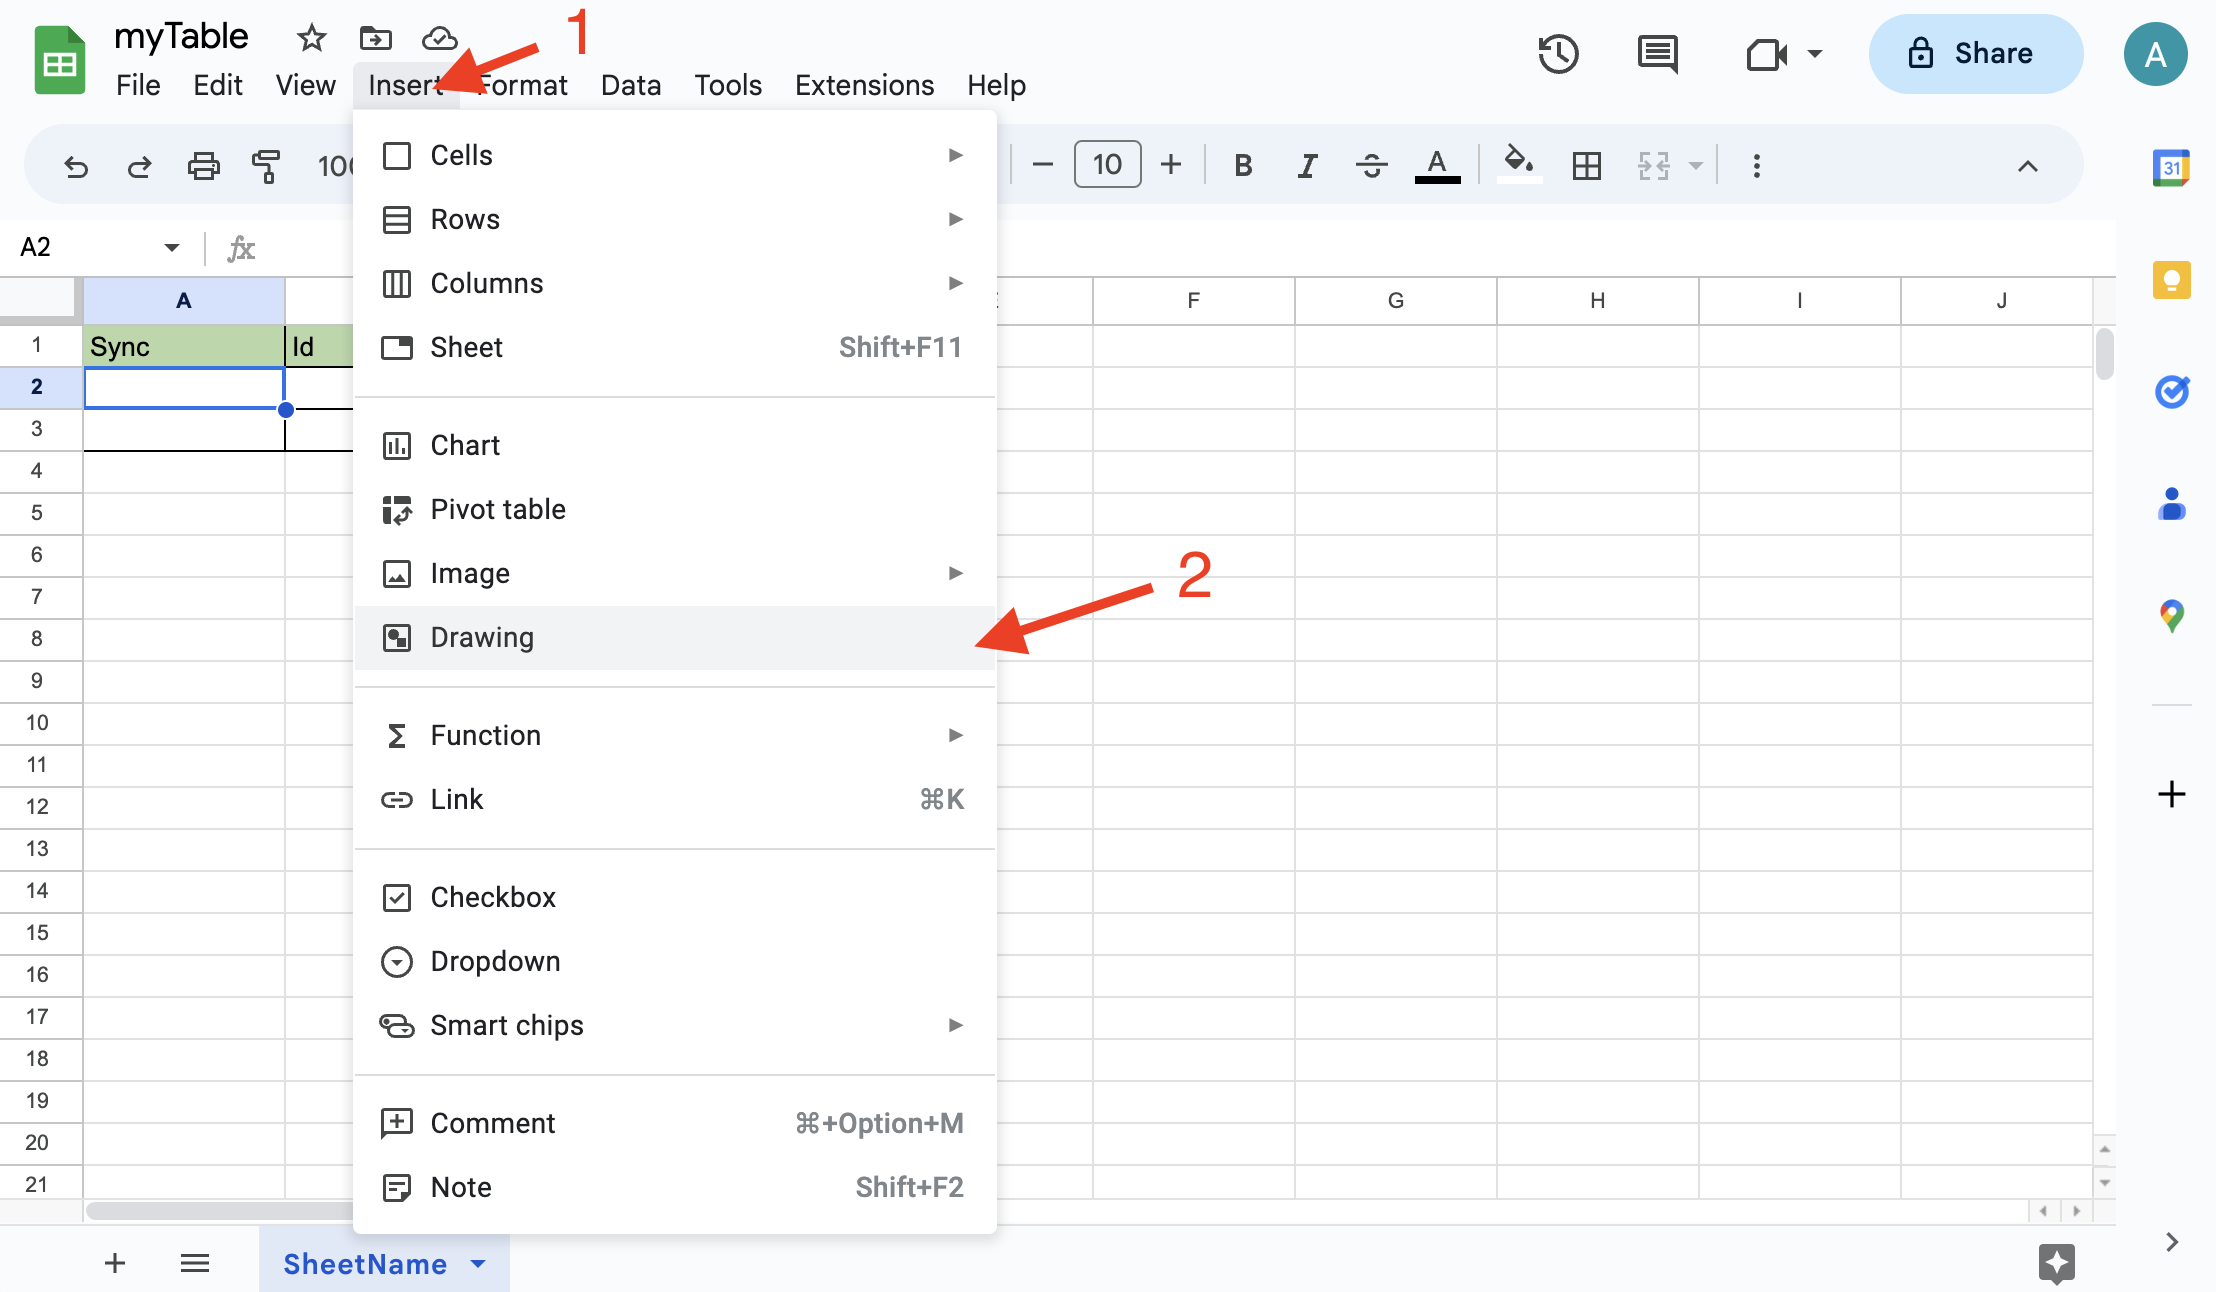 myTable
1
File Edit View Insert Format Data Tools Extensions Help
Share
A
10 B I A
31
A2 fx
A F G H I J
1 Sync Id
2
3
4
5
6
7
8
9
10
11
12
13
14
15
16
17
18
19
20
21
Cells
Rows
Columns
Sheet Shift+F11
Chart
Pivot table
Image
2
Drawing
Function
Link ⌘K
Checkbox
Dropdown
Smart chips
Comment ⌘+Option+M
Note Shift+F2
SheetName